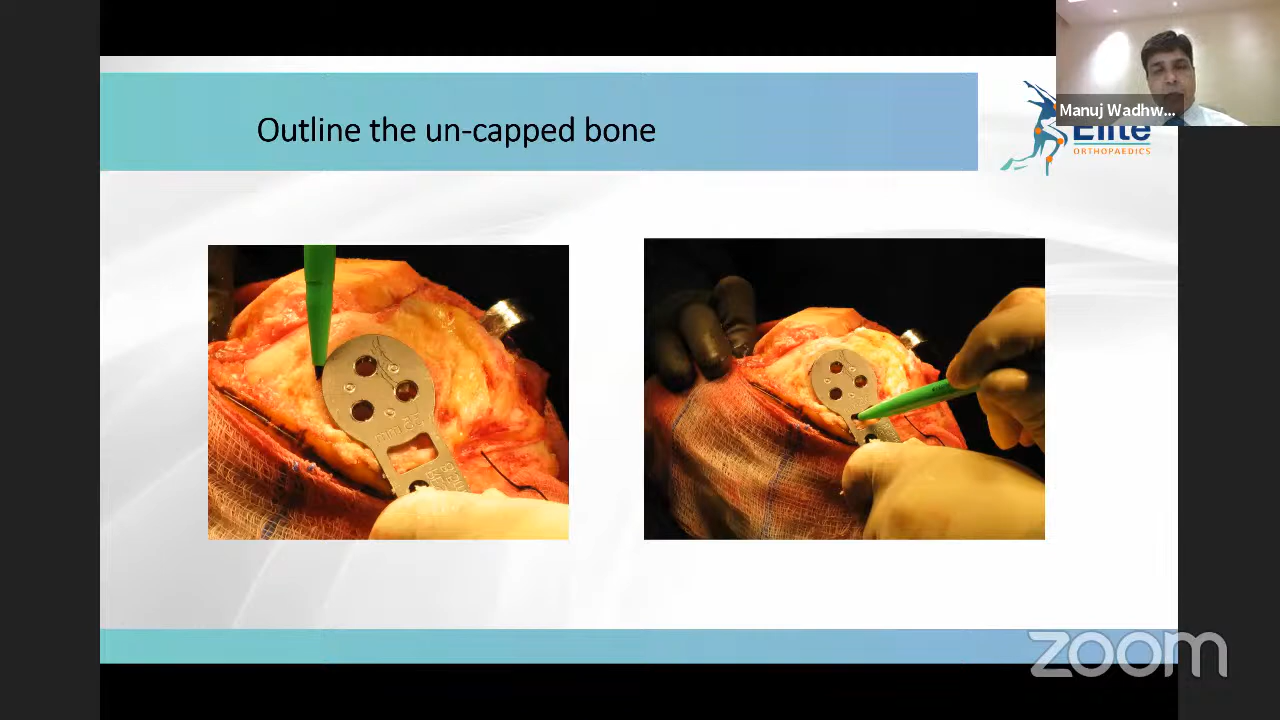 Outline the un-capped bone
Manuj Wadhw...
Elite
ORTHOPAEDICS
zoom